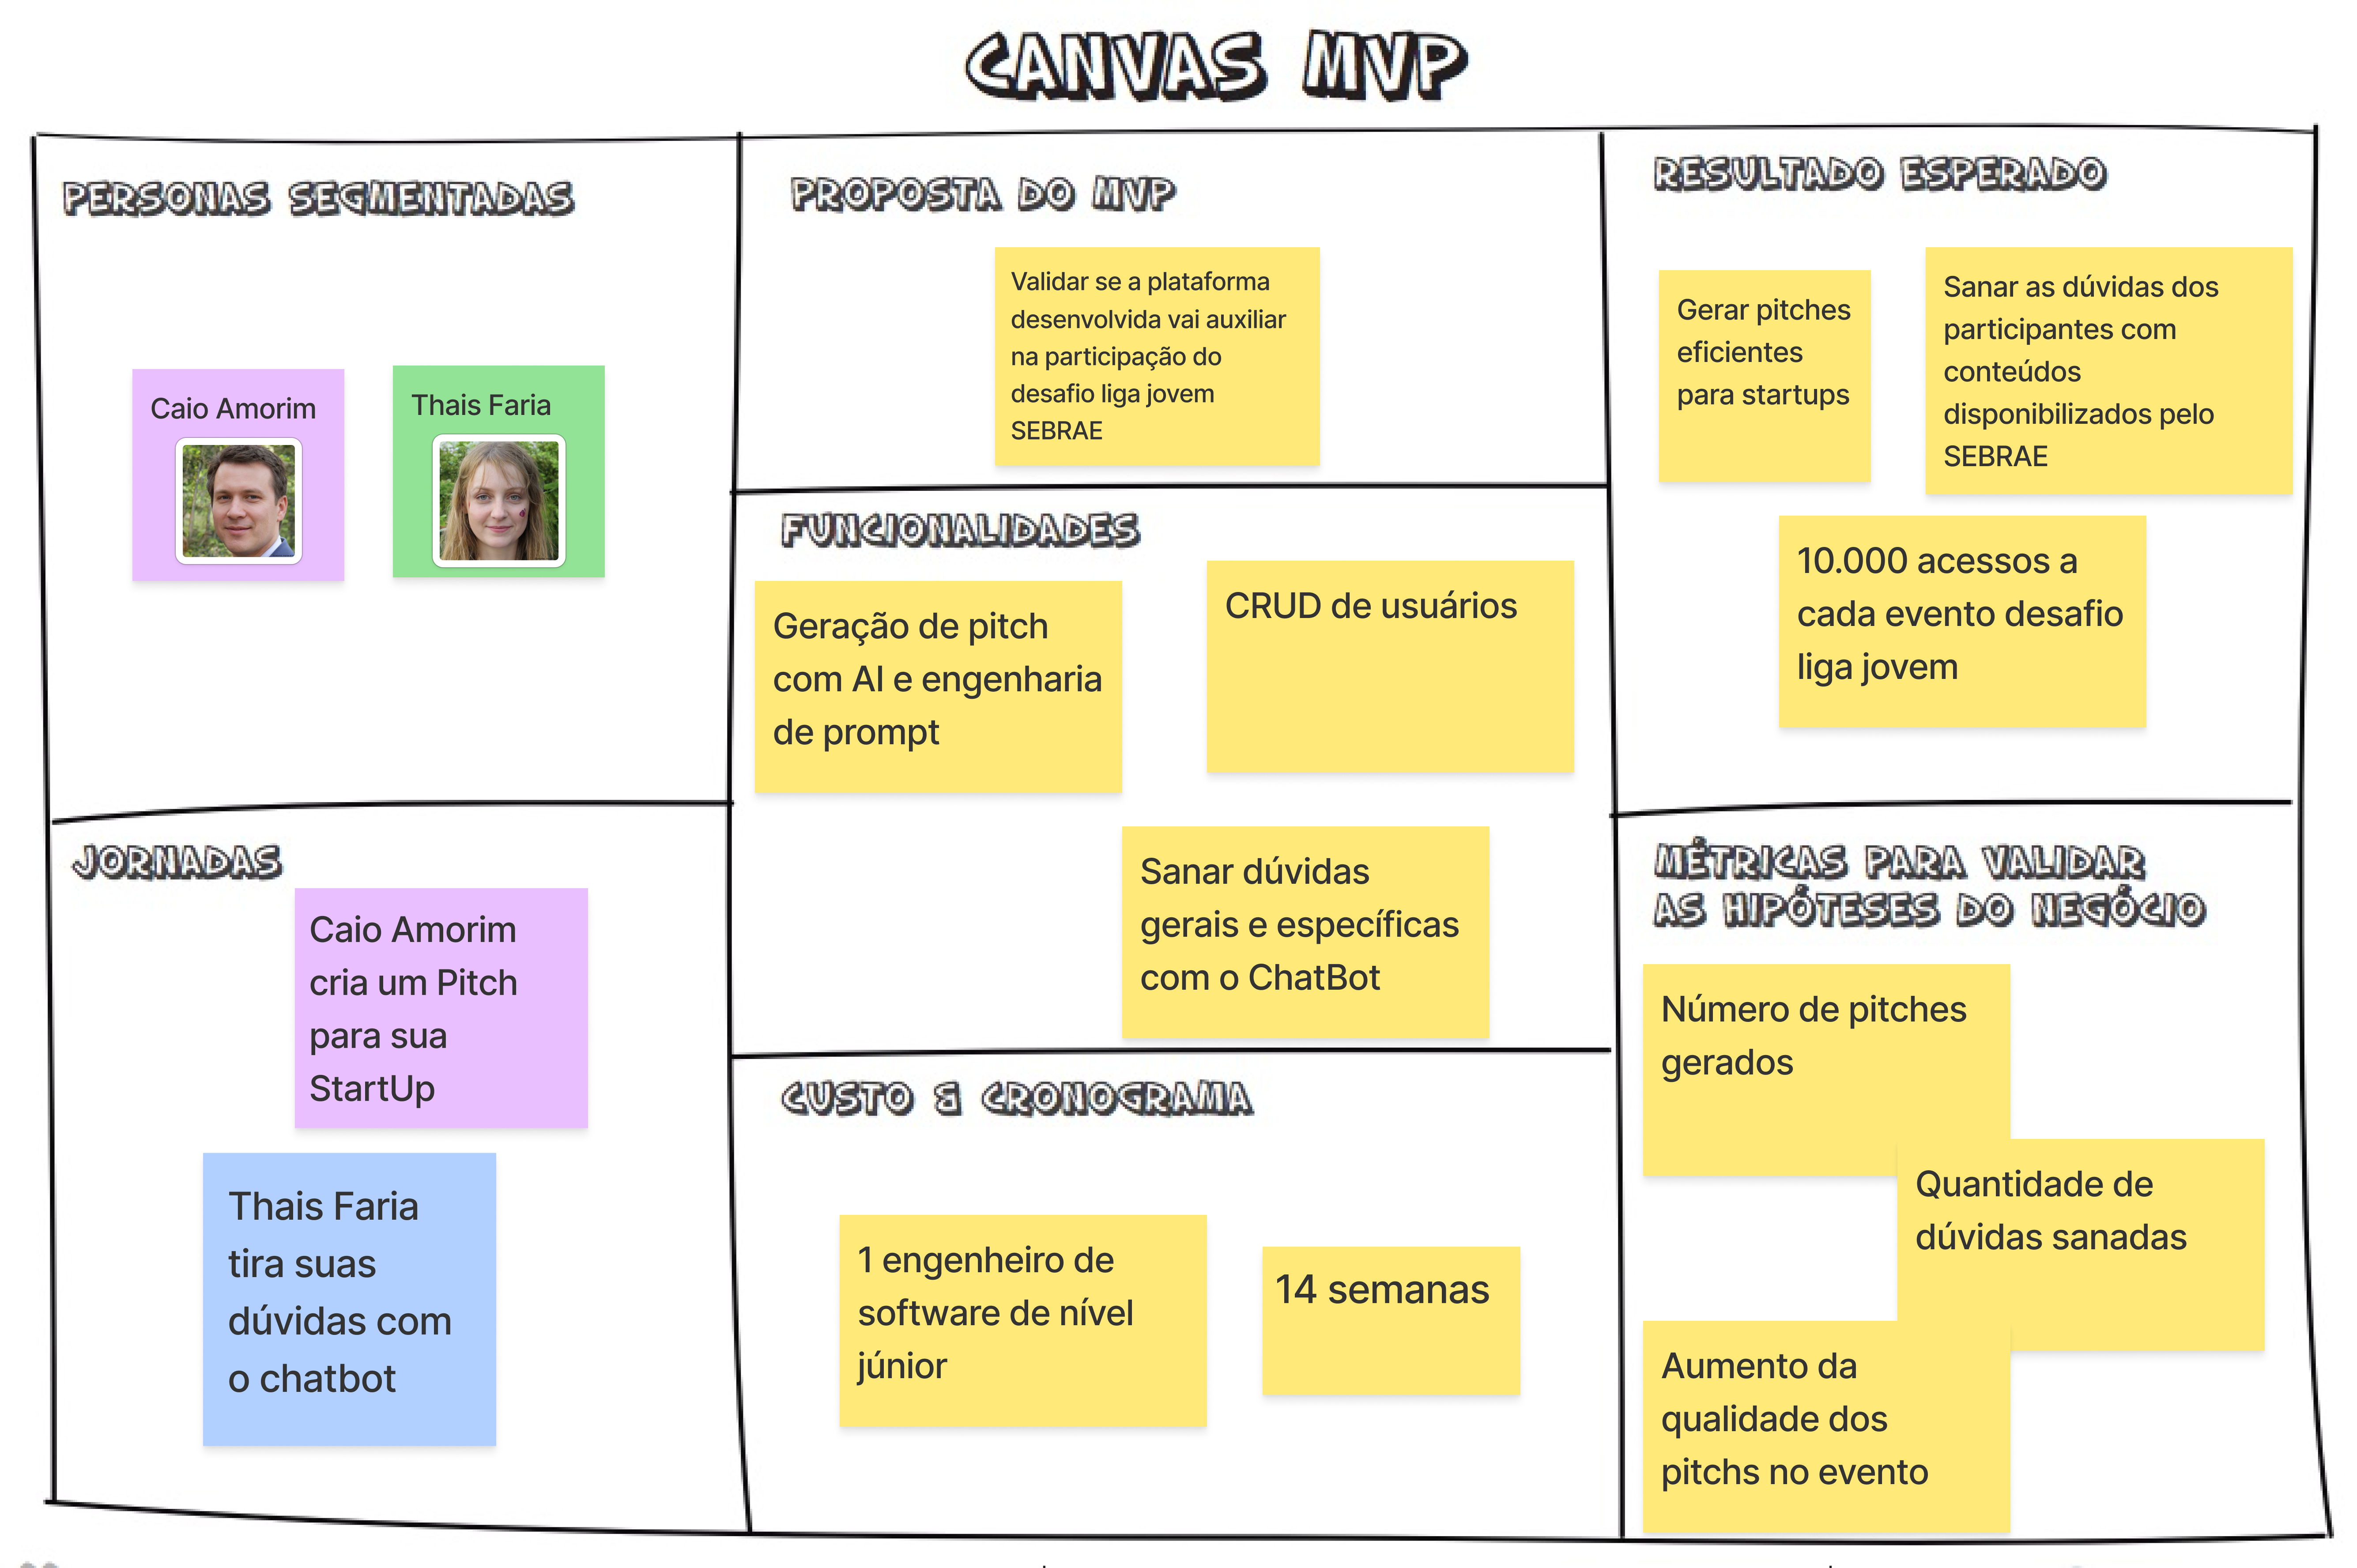 CANVAS MVP
PERSONAS SEGMENTADAS
Caio Amorim
Thais Faria
JORNADAS
Caio Amorim
cria um Pitch
para sua
StartUp
Thais Faria
tira suas
dúvidas com
o chatbot
PROPOSTA DO MVP
Validar se a plataforma
desenvolvida vai auxiliar
na participação do
desafio liga jovem
SEBRAE
FUNCIONALIDADES
Geração de pitch
com AI e engenharia
de prompt
CRUD de usuários
Sanar dúvidas
gerais e específicas
com o ChatBot
CUSTO & CRONOGRAMA
1 engenheiro de
software de nível
júnior
14 semanas
RESULTADO ESPERADO
Gerar pitches
eficientes
para startups
Sanar as dúvidas dos
participantes com
conteúdos
disponibilizados pelo
SEBRAE
10.000 acessos a
cada evento desafio
liga jovem
MÉTRICAS PARA VALIDAR
AS HIPÓTESES DO NEGÓCIO
Número de pitches
gerados
Quantidade de
dúvidas sanadas
Aumento da
qualidade dos
pitchs no evento